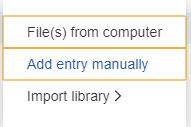 File(s) from computer
Add entry manually
Import library >